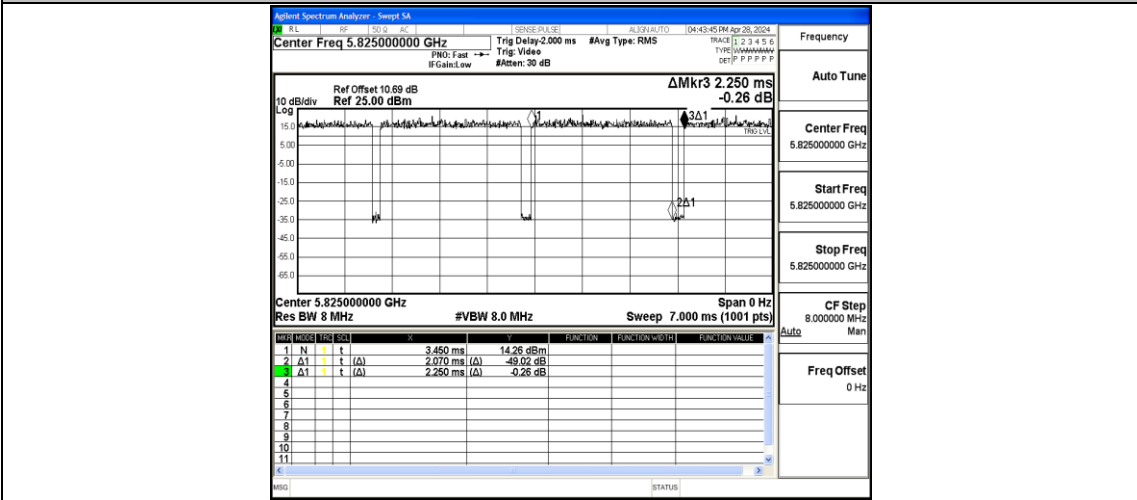 Agilent Spectrum Analyzer - Swept SA
RL RF 50 Ω AC SENSE:PULSE ALIGN AUTO 04:43:45 PM Apr 28, 2024
Center Freq 5.825000000 GHz
PNO: Fast
IFGain:Low
Trig Delay-2.000 ms
Trig: Video
#Atten: 30 dB
#Avg Type: RMS
TRACE 1 2 3 4 5 6
TYPE WWWWWW
DET P P P P P P
ΔMkr3 2.250 ms
-0.26 dB
Ref Offset 10.69 dB
10 dB/div Ref 25.00 dBm
Log
1
3Δ1
15.0
TRIG LVL
5.00
-5.00
-15.0
-25.0
2Δ1
-35.0
-45.0
-55.0
-65.0
Center 5.825000000 GHz Span 0 Hz
Res BW 8 MHz #VBW 8.0 MHz Sweep 7.000 ms (1001 pts)
MKR MODE TRC SCL X Y FUNCTION FUNCTION WIDTH FUNCTION VALUE
1 N 1 t 3.450 ms 14.26 dBm
2 Δ1 1 t (Δ) 2.070 ms (Δ) -49.02 dB
3 Δ1 1 t (Δ) 2.250 ms (Δ) -0.26 dB
4
5
6
7
8
9
10
11
MSG STATUS
Frequency
Auto Tune
Center Freq
5.825000000 GHz
Start Freq
5.825000000 GHz
Stop Freq
5.825000000 GHz
CF Step
8.000000 MHz
Auto Man
Freq Offset
0 Hz